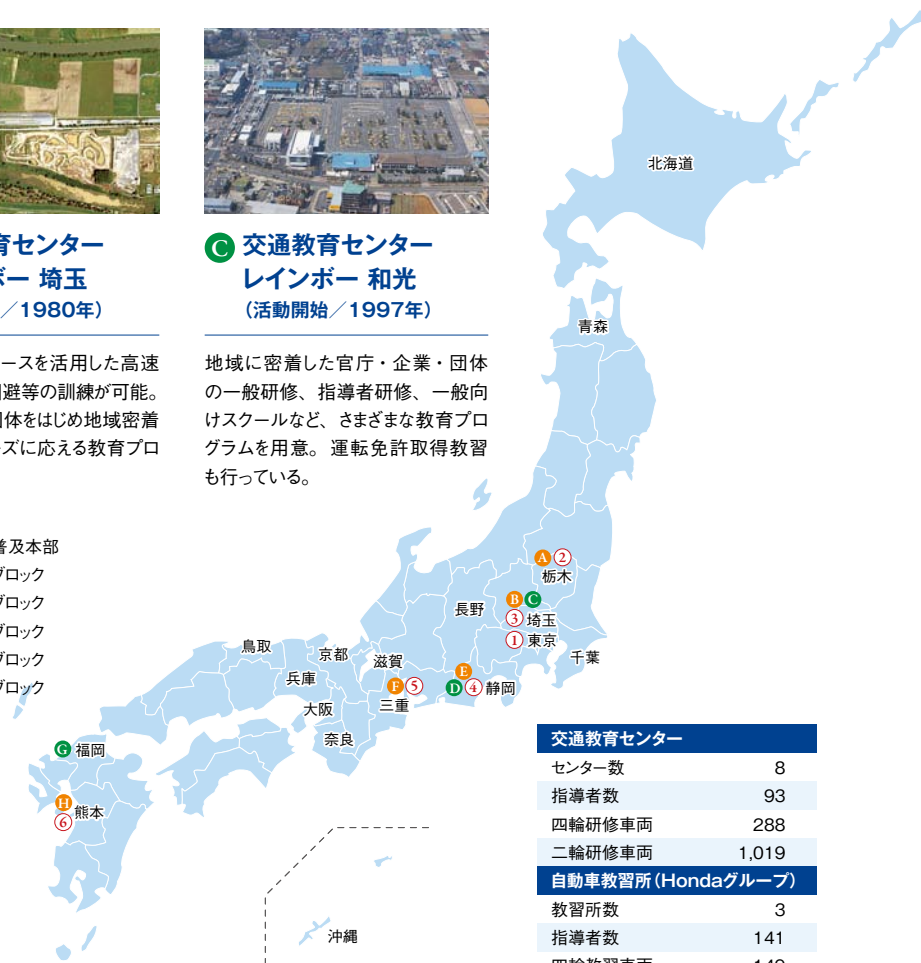 育センター
ボー 埼玉
／1980年）
ースを活用した高速
回避等の訓練が可能。
団体をはじめ地域密着
ーズに応える教育プロ
C 交通教育センター
レインボー 和光
（活動開始／1997年）
地域に密着した官庁・企業・団体
の一般研修、指導者研修、一般向
けスクールなど、さまざまな教育プロ
グラムを用意。運転免許取得教習
も行っている。
普及本部
ブロック
ブロック
ブロック
ブロック
ブロック
北海道
青森
A ②
栃木
長野
B C
③ 埼玉
① 東京
千葉
鳥取
京都
滋賀
兵庫
E
F ⑤
D ④ 静岡
大阪
三重
奈良
G 福岡
H
熊本
⑥
沖縄
交通教育センター
センター数 8
指導者数 93
四輪研修車両 288
二輪研修車両 1,019
自動車教習所（Hondaグループ）
教習所数 3
指導者数 141